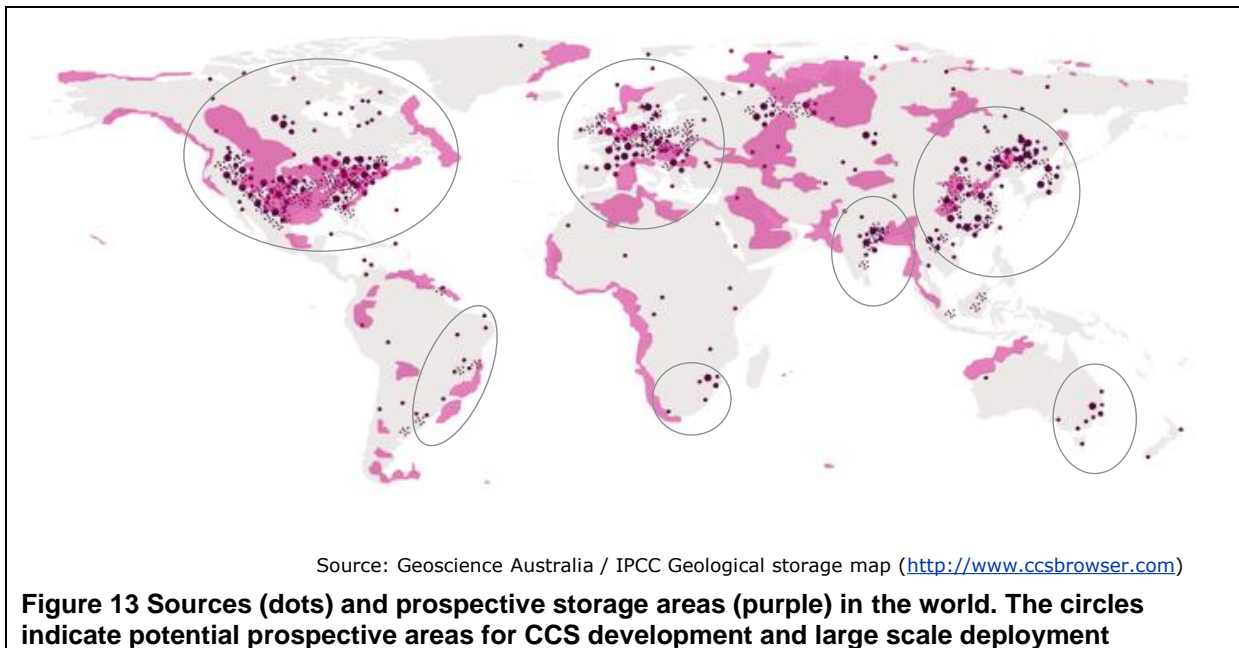 Source: Geoscience Australia / IPCC Geological storage map (http://www.ccsbrowser.com)
Figure 13 Sources (dots) and prospective storage areas (purple) in the world. The circles
indicate potential prospective areas for CCS development and large scale deployment